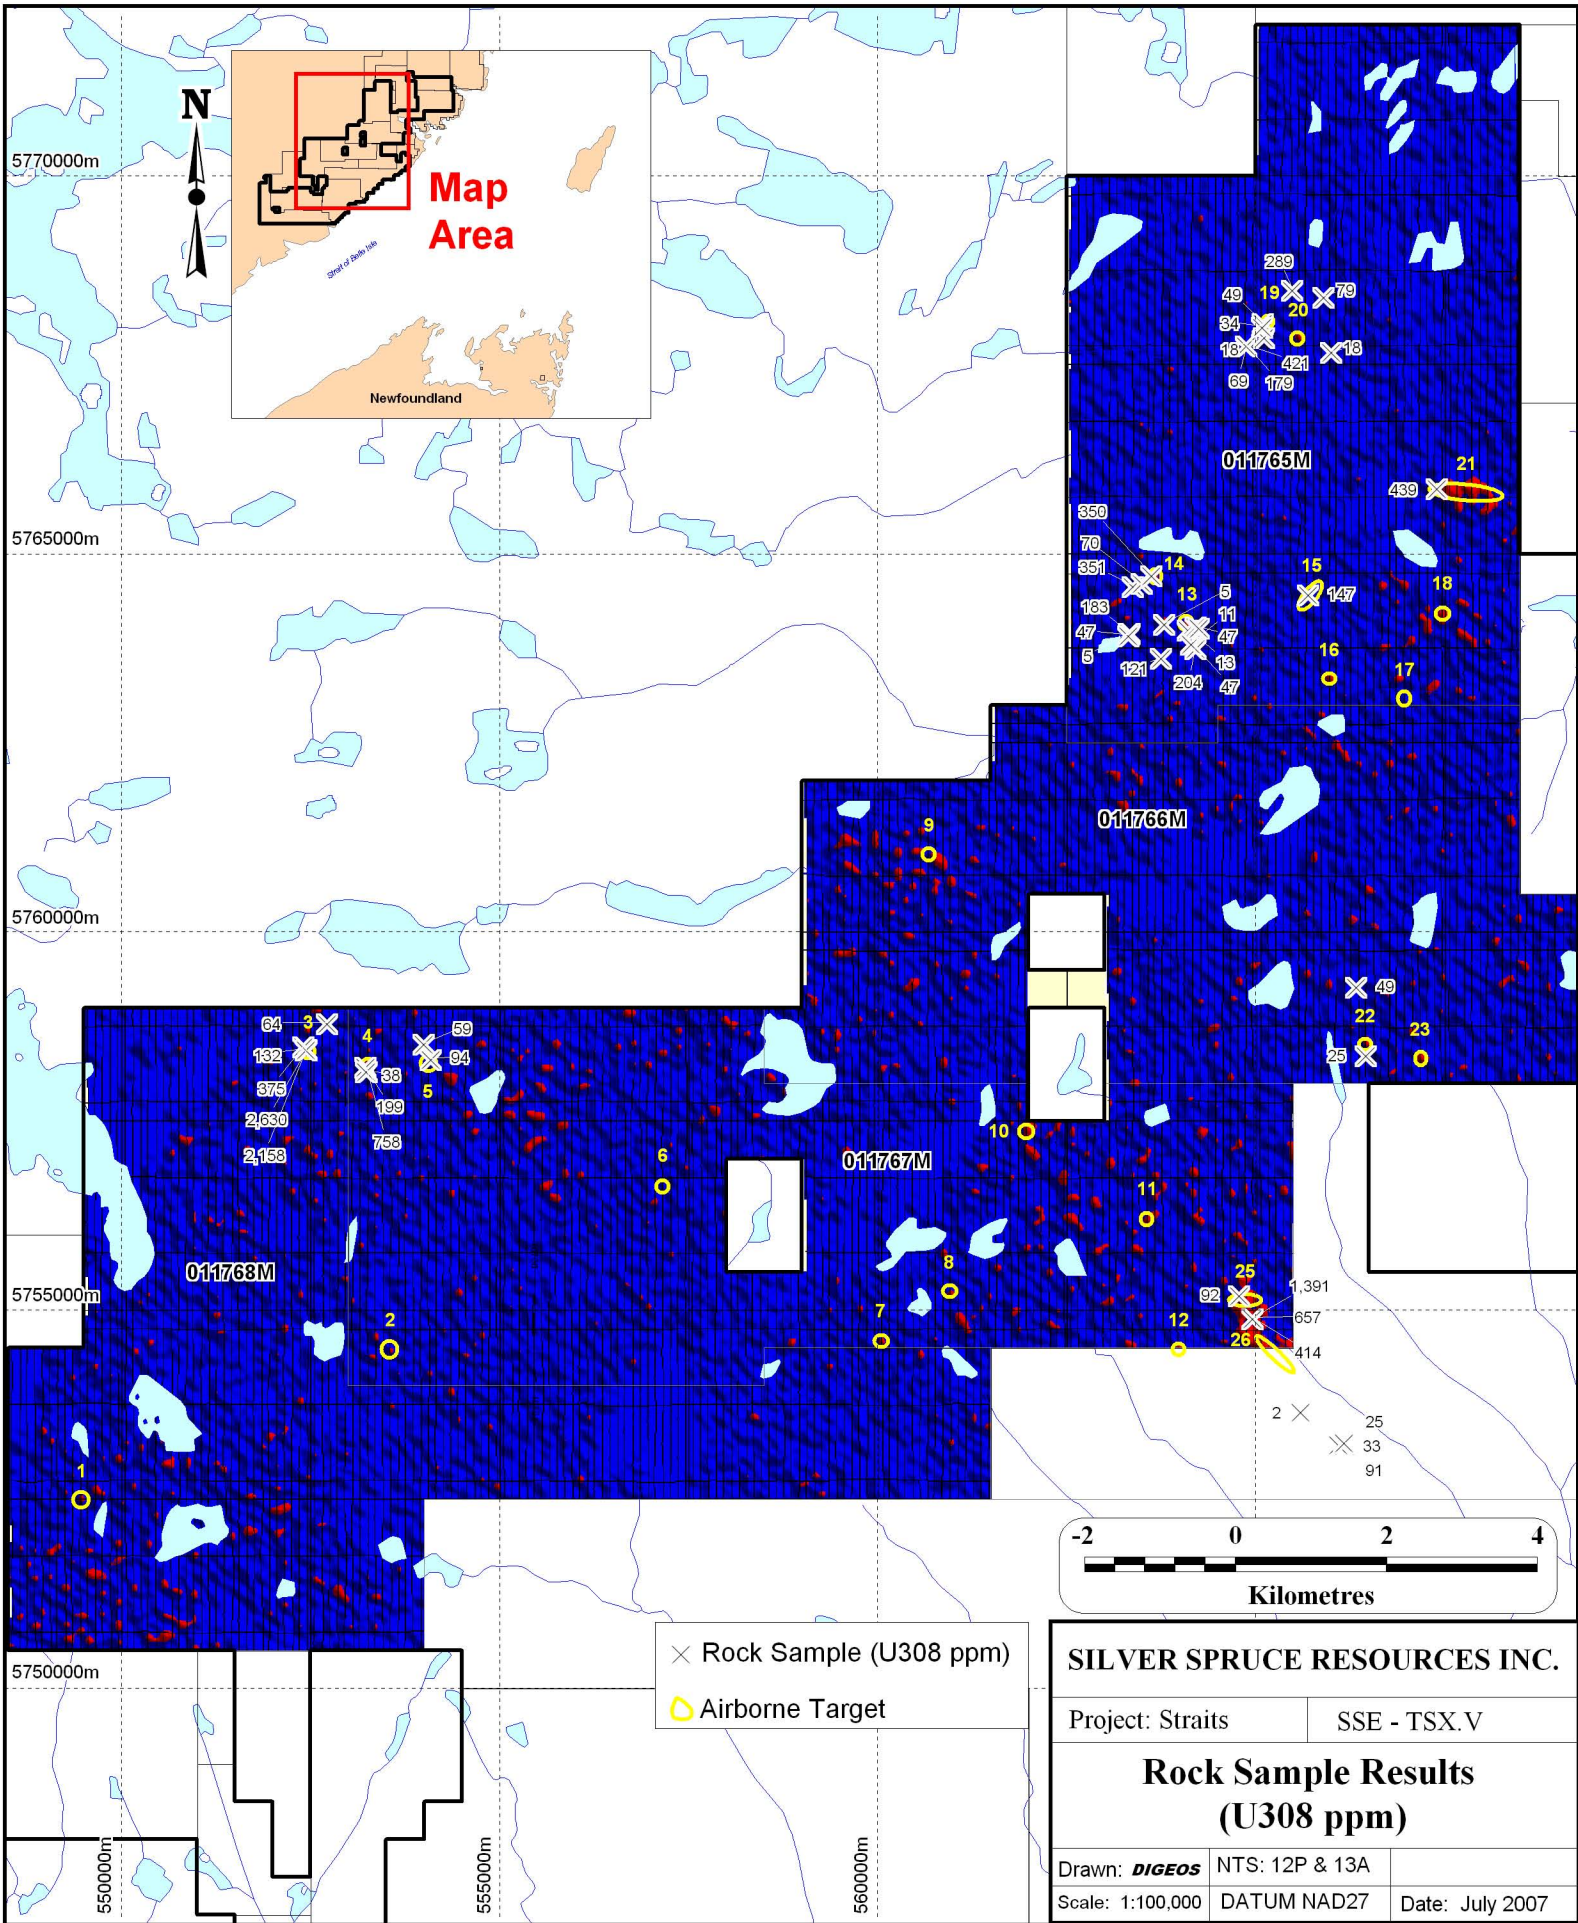 N
5770000m
Map
Area
Strait of Belle Isle
Newfoundland
289
49
19
79
20
34
18
18
421
69
179
011765M
21
439
5765000m
350
70
14
351
15
18
13
5
147
183
11
47
47
5
13
16
121
17
204
47
011766M
9
5760000m
49
22
23
25
64
3
59
4
132
94
38
375
5
199
2,630
758
2,158
10
011767M
6
11
011768M
8
25
92
1,391
5755000m
657
7
12
26
2
414
2
25
33
91
1
-2 0 2 4
Kilometres
Rock Sample (U308 ppm)
Airborne Target
5750000m
550000m
555000m
560000m
SILVER SPRUCE RESOURCES INC.
Project: Straits
SSE - TSX.V
Rock Sample Results
(U308 ppm)
Drawn: DIGEOS
NTS: 12P & 13A
Scale: 1:100,000
DATUM NAD27
Date: July 2007